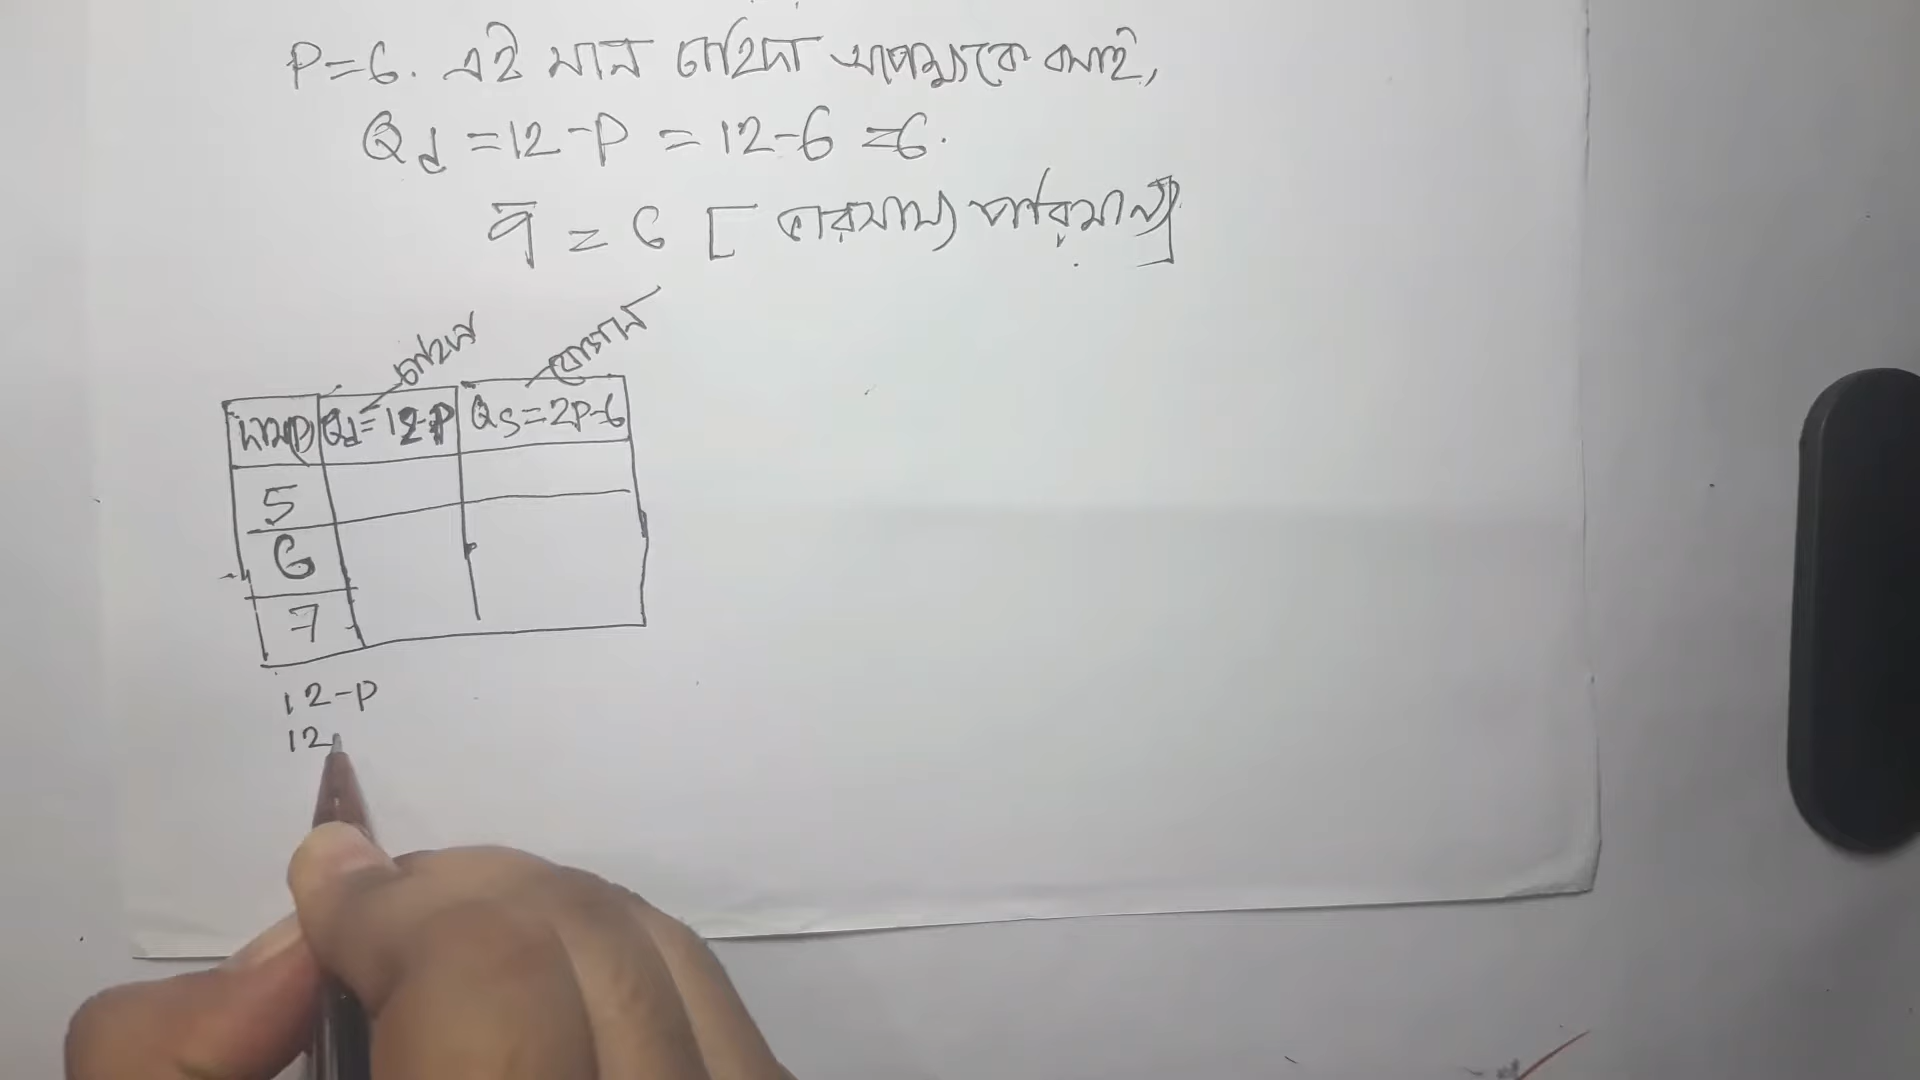 P=6. এই মান চাহিদা অপেক্ষকে বসাই,
Qd =12-P = 12-6 =6.
q̄ = 6 [ভারসাম্য পরিমাণ]
চাহিদা
যোগান
দাম(P) Qd=12-P Qs=2P-6
5
6
7
12-P
12